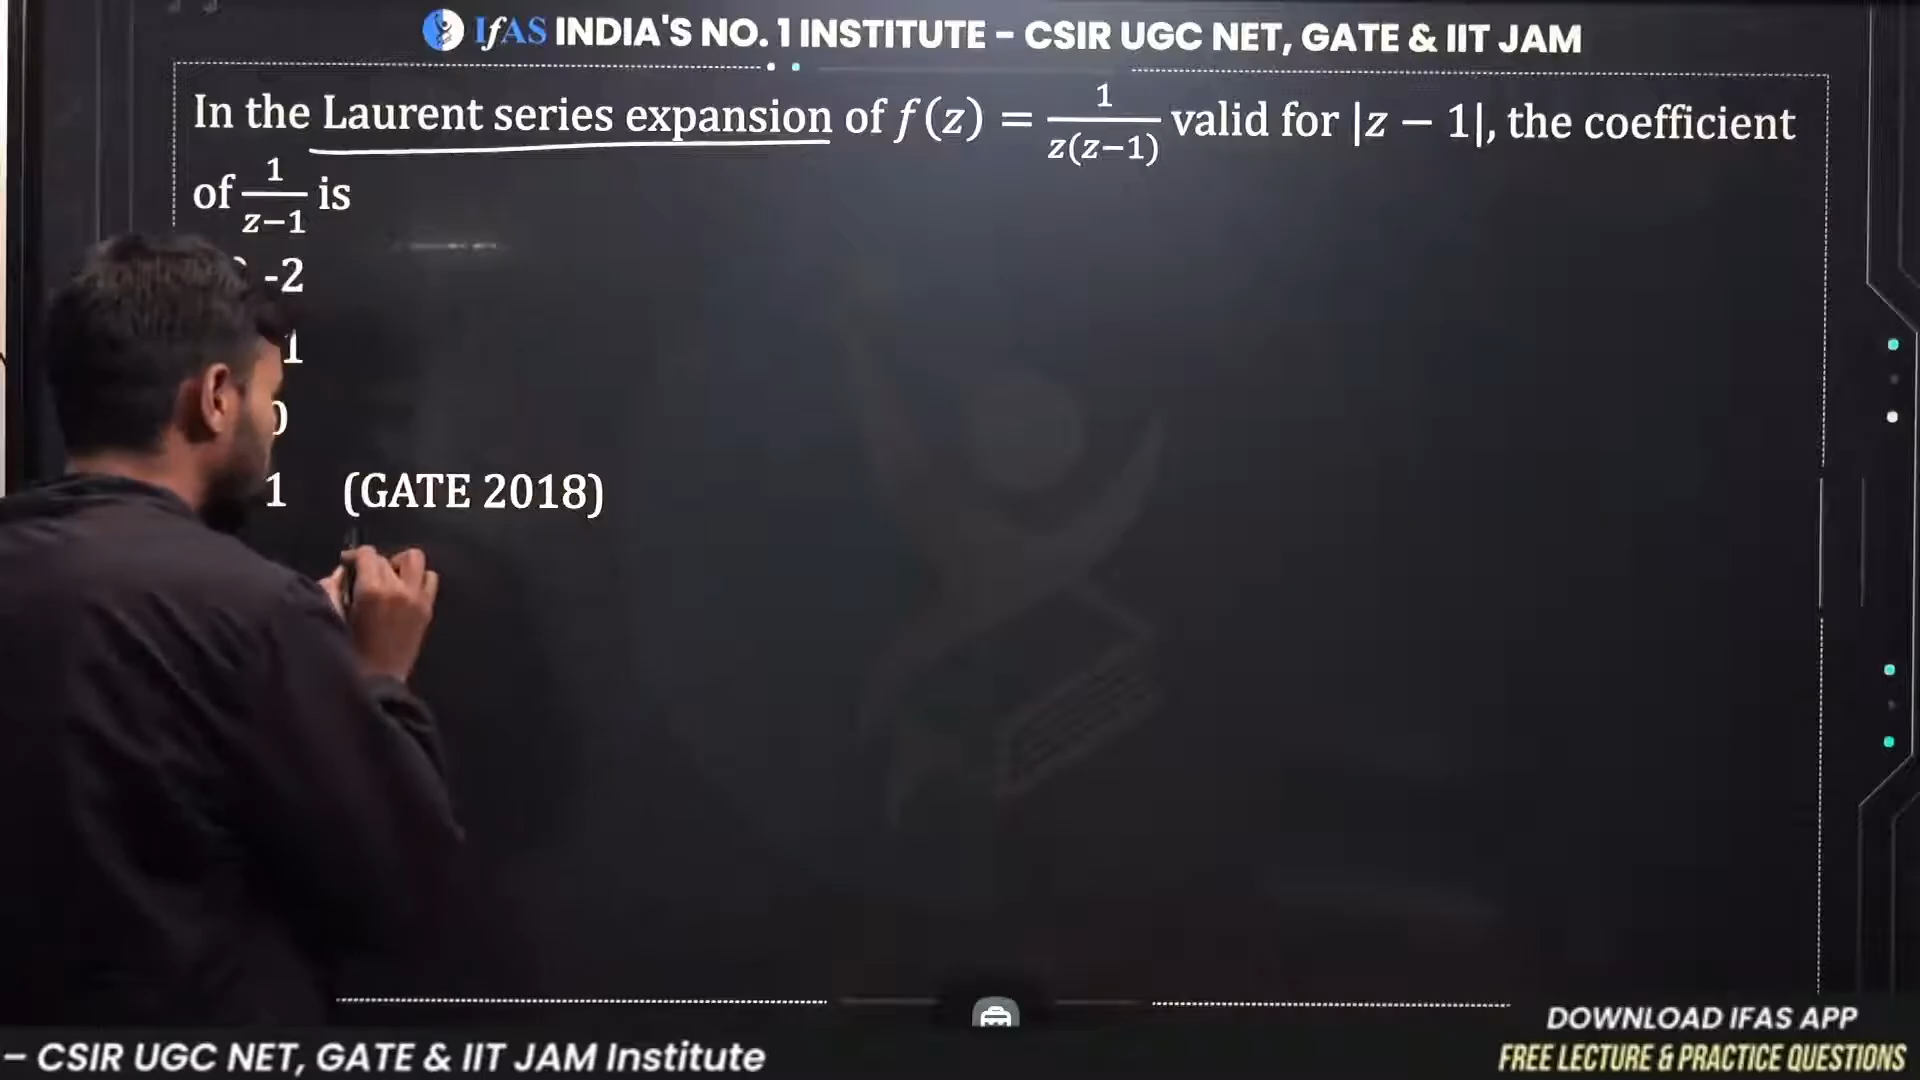 IfAS INDIA'S NO. 1 INSTITUTE – CSIR UGC NET, GATE & IIT JAM
In the Laurent series expansion of f(z) = 1/(z(z−1)) valid for |z − 1|, the coefficient
of 1/(z−1) is
-2
1
0
1 (GATE 2018)
DOWNLOAD IFAS APP
– CSIR UGC NET, GATE & IIT JAM Institute
FREE LECTURE & PRACTICE QUESTIONS